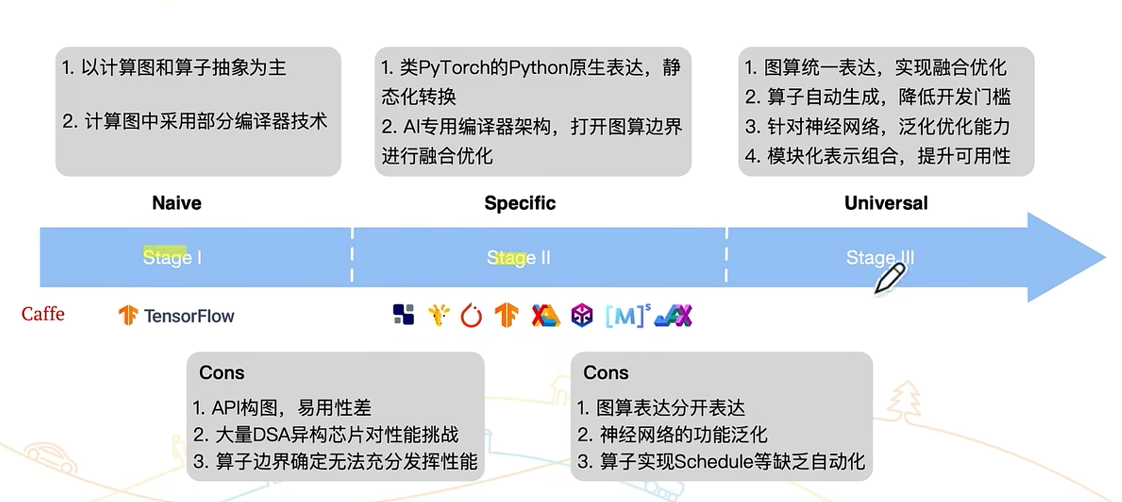 1. 以计算图和算子抽象为主
2. 计算图中采用部分编译器技术
1. 类PyTorch的Python原生表达，静
态化转换
2. AI专用编译器架构，打开图算边界
进行融合优化
1. 图算统一表达，实现融合优化
2. 算子自动生成，降低开发门槛
3. 针对神经网络，泛化优化能力
4. 模块化表示组合，提升可用性
Naive
Specific
Universal
Stage I
Stage II
Stage III
Caffe
TensorFlow
[M]s
Cons
1. API构图，易用性差
2. 大量DSA异构芯片对性能挑战
3. 算子边界确定无法充分发挥性能
Cons
1. 图算表达分开表达
2. 神经网络的功能泛化
3. 算子实现Schedule等缺乏自动化